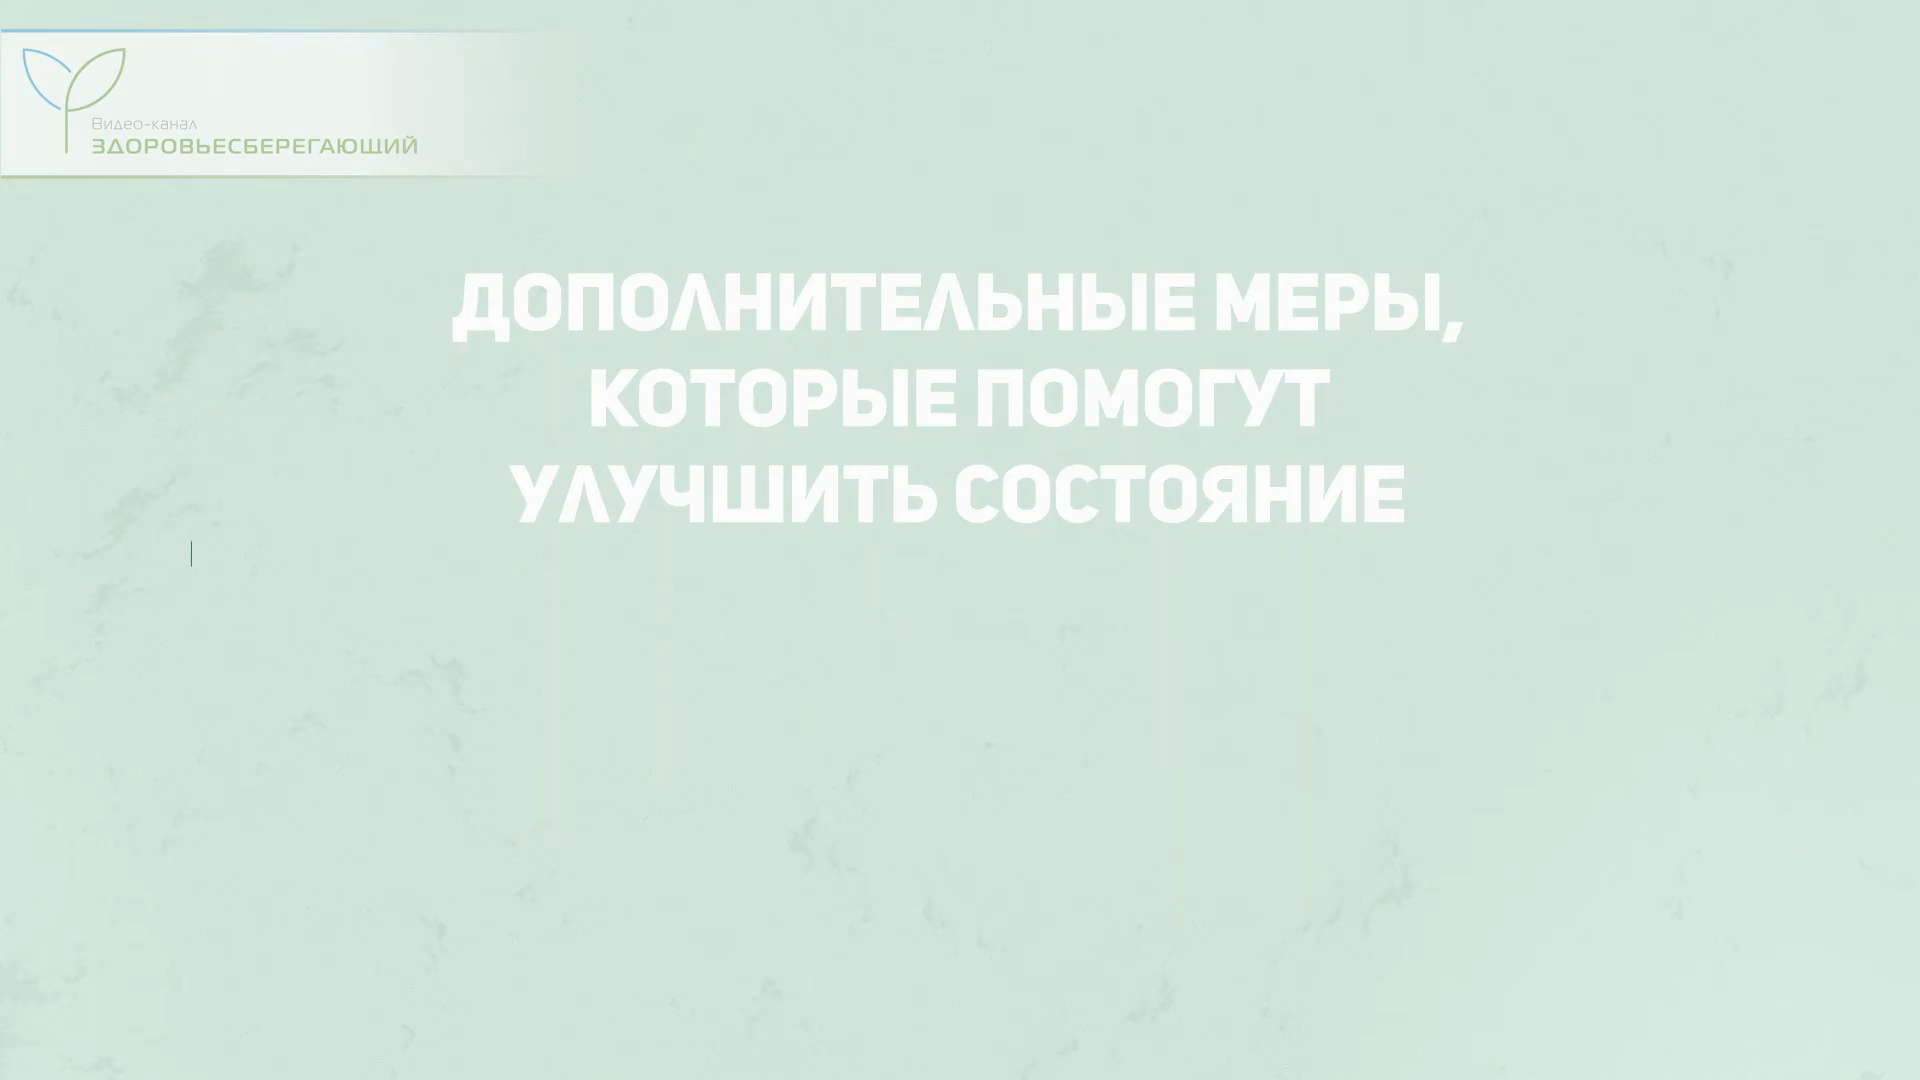 Видео-канал
ЗДОРОВЬЕСБЕРЕГАЮЩИЙ
ДОПОЛНИТЕЛЬНЫЕ МЕРЫ,
КОТОРЫЕ ПОМОГУТ
УЛУЧШИТЬ СОСТОЯНИЕ